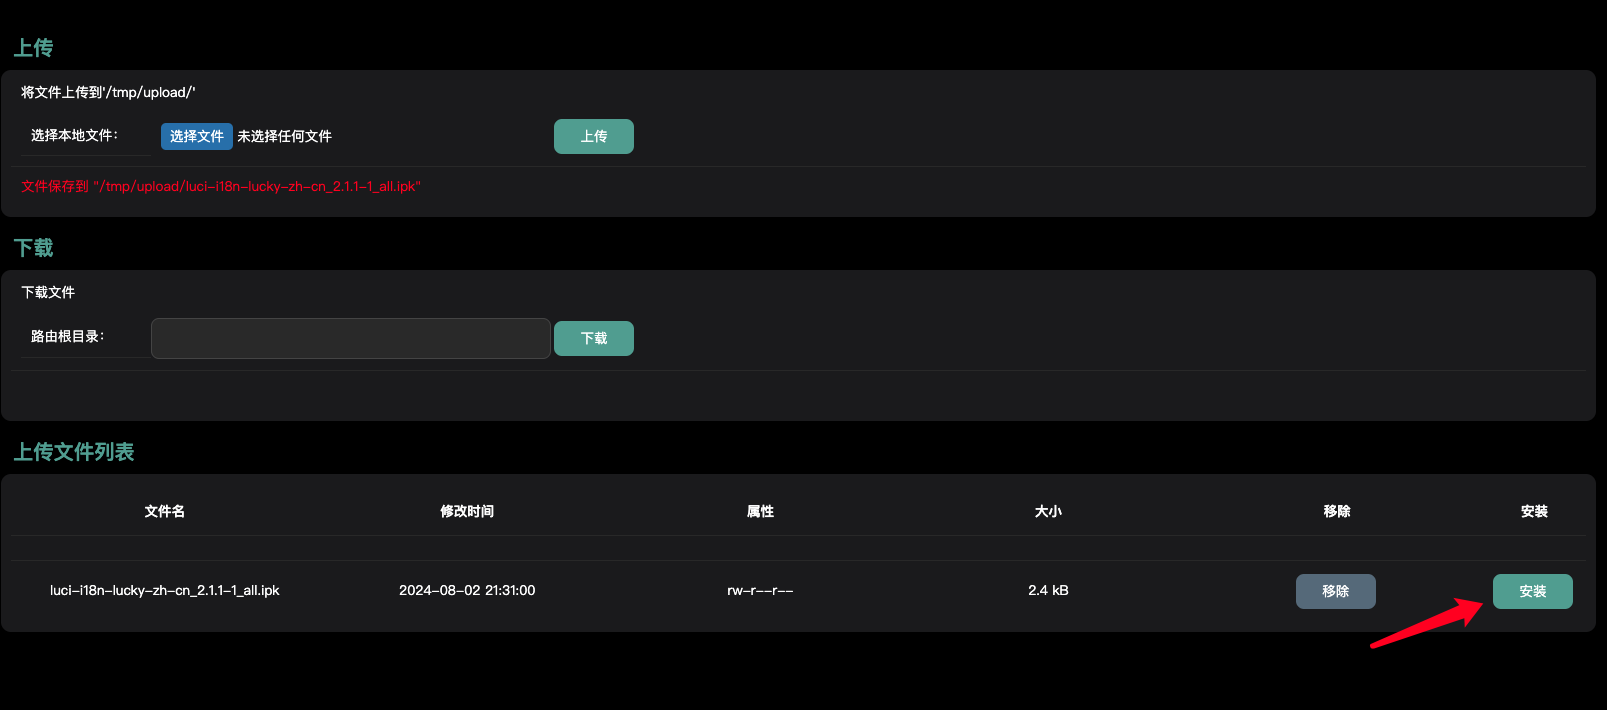 上传
将文件上传到'/tmp/upload/'
选择本地文件： 选择文件 未选择任何文件 上传
文件保存到 "/tmp/upload/luci-i18n-lucky-zh-cn_2.1.1-1_all.ipk"
下载
下载文件
路由根目录： 下载
上传文件列表
文件名 修改时间 属性 大小 移除 安装
luci-i18n-lucky-zh-cn_2.1.1-1_all.ipk 2024-08-02 21:31:00 rw-r--r-- 2.4 kB 移除 安装